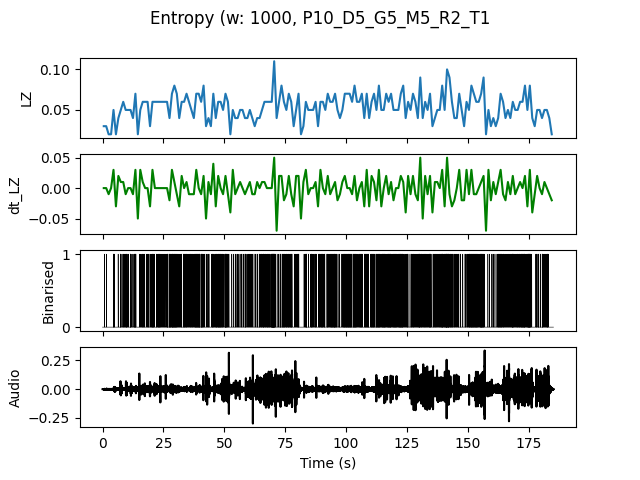 Entropy (w: 1000, P10_D5_G5_M5_R2_T1
LZ
0.10
0.05
dt_LZ
0.05
0.00
−0.05
Binarised
1
0
Audio
0.25
0.00
−0.25
0 25 50 75 100 125 150 175
Time (s)